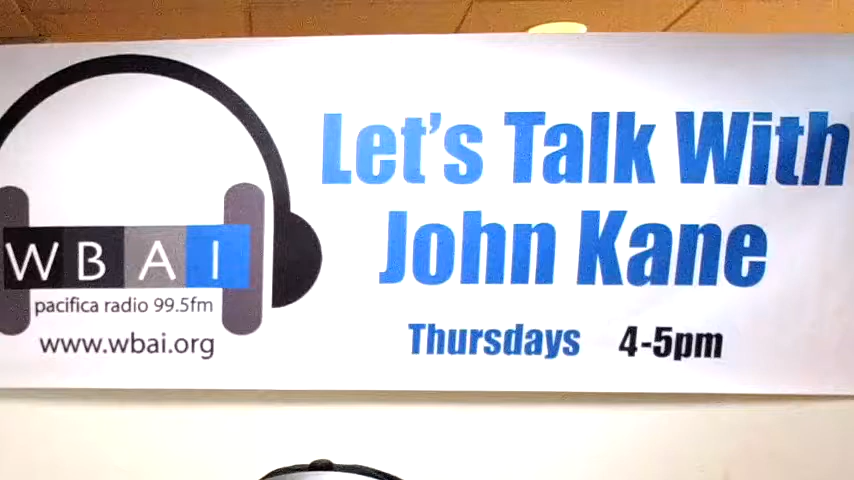 Let's Talk With
John Kane
Thursdays 4-5pm
WBAI
pacifica radio 99.5fm
www.wbai.org